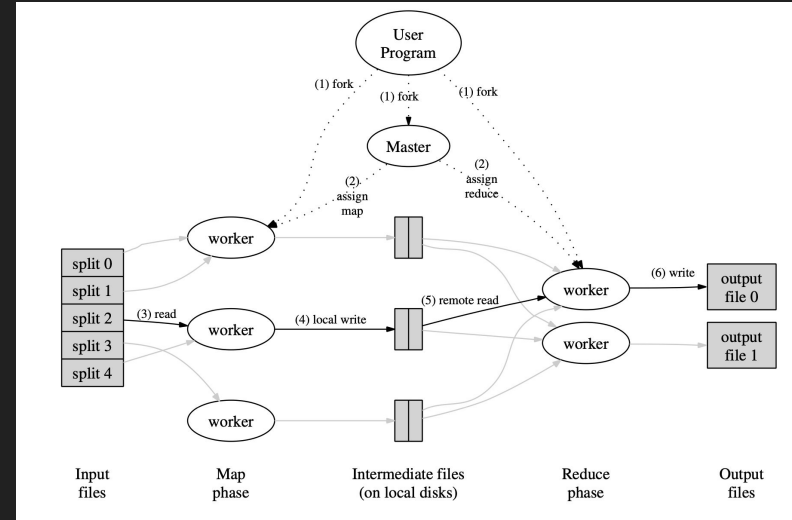 User
Program
(1) fork
(1) fork
(1) fork
Master
(2)
assign
map
(2)
assign
reduce
worker
split 0
split 1
split 2
split 3
split 4
(3) read
worker
(4) local write
worker
(5) remote read
worker
worker
(6) write
output
file 0
output
file 1
Input
files
Map
phase
Intermediate files
(on local disks)
Reduce
phase
Output
files